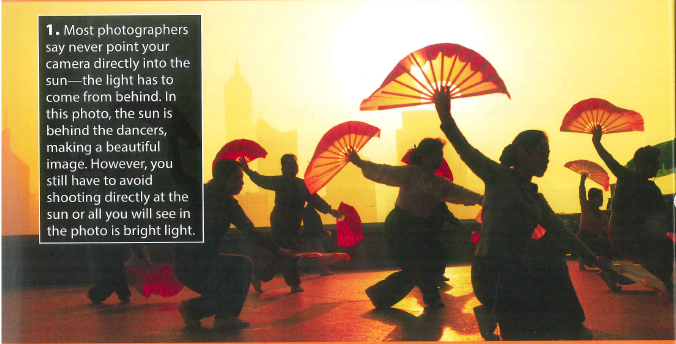 1. Most photographers
say never point your
camera directly into the
sun—the light has to
come from behind. In
this photo, the sun is
behind the dancers,
making a beautiful
image. However, you
still have to avoid
shooting directly at the
sun or all you will see in
the photo is bright light.